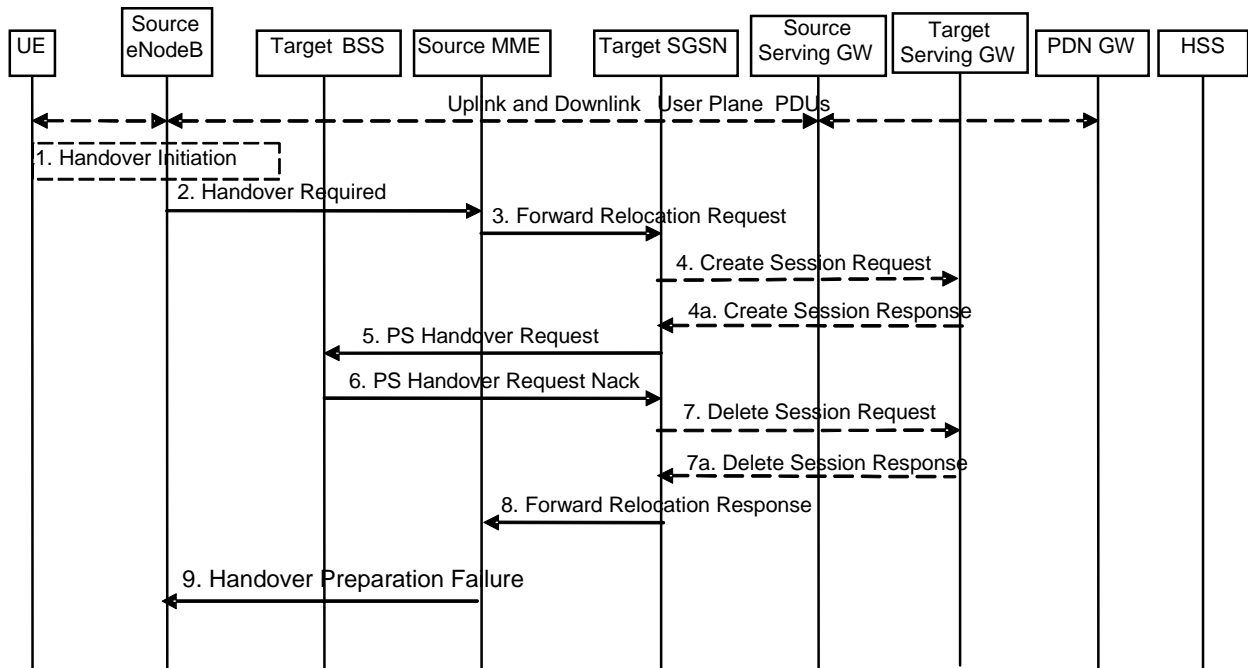 UE
Source
eNodeB
Target BSS
Source MME
Target SGSN
Source
Serving GW
Target
Serving GW
PDN GW
HSS
Uplink and Downlink User Plane PDUs
1. Handover Initiation
2. Handover Required
3. Forward Relocation Request
4. Create Session Request
4a. Create Session Response
5. PS Handover Request
6. PS Handover Request Nack
7. Delete Session Request
7a. Delete Session Response
8. Forward Relocation Response
9. Handover Preparation Failure